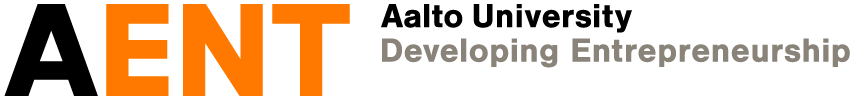 AENT
Aalto University
Developing Entrepreneurship